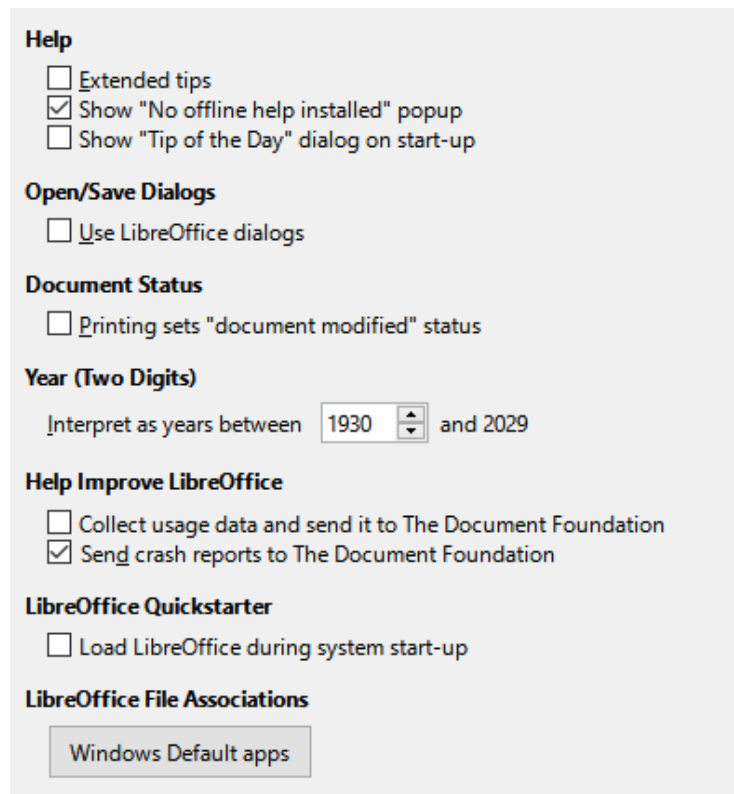 Help
Extended tips
Show "No offline help installed" popup
Show "Tip of the Day" dialog on start-up
Open/Save Dialogs
Use LibreOffice dialogs
Document Status
Printing sets "document modified" status
Year (Two Digits)
Interpret as years between 1930 and 2029
Help Improve LibreOffice
Collect usage data and send it to The Document Foundation
Send crash reports to The Document Foundation
LibreOffice Quickstarter
Load LibreOffice during system start-up
LibreOffice File Associations
Windows Default apps